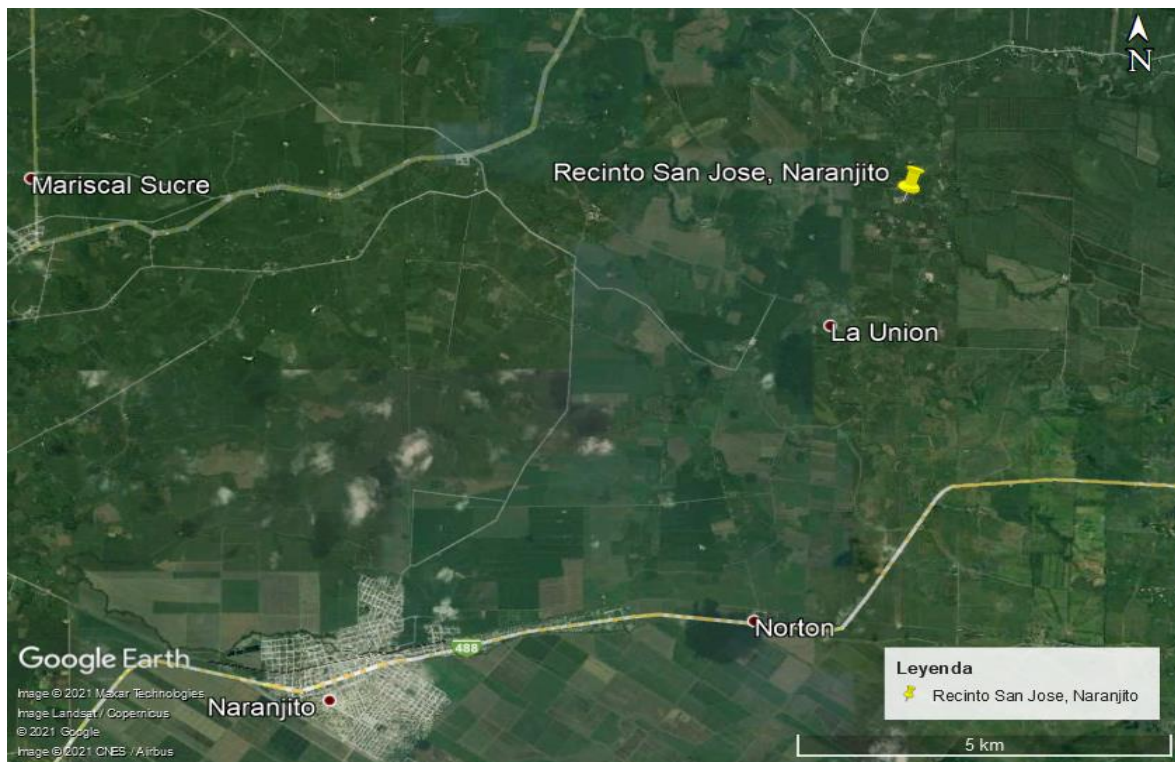 N
Recinto San Jose, Naranjito
Mariscal Sucre
La Union
Norton
488
Naranjito
Google Earth
Image © 2021 Maxar Technologies
Image Landsat / Copernicus
© 2021 Google
Image © 2021 CNES / Airbus
Leyenda
Recinto San Jose, Naranjito
5 km